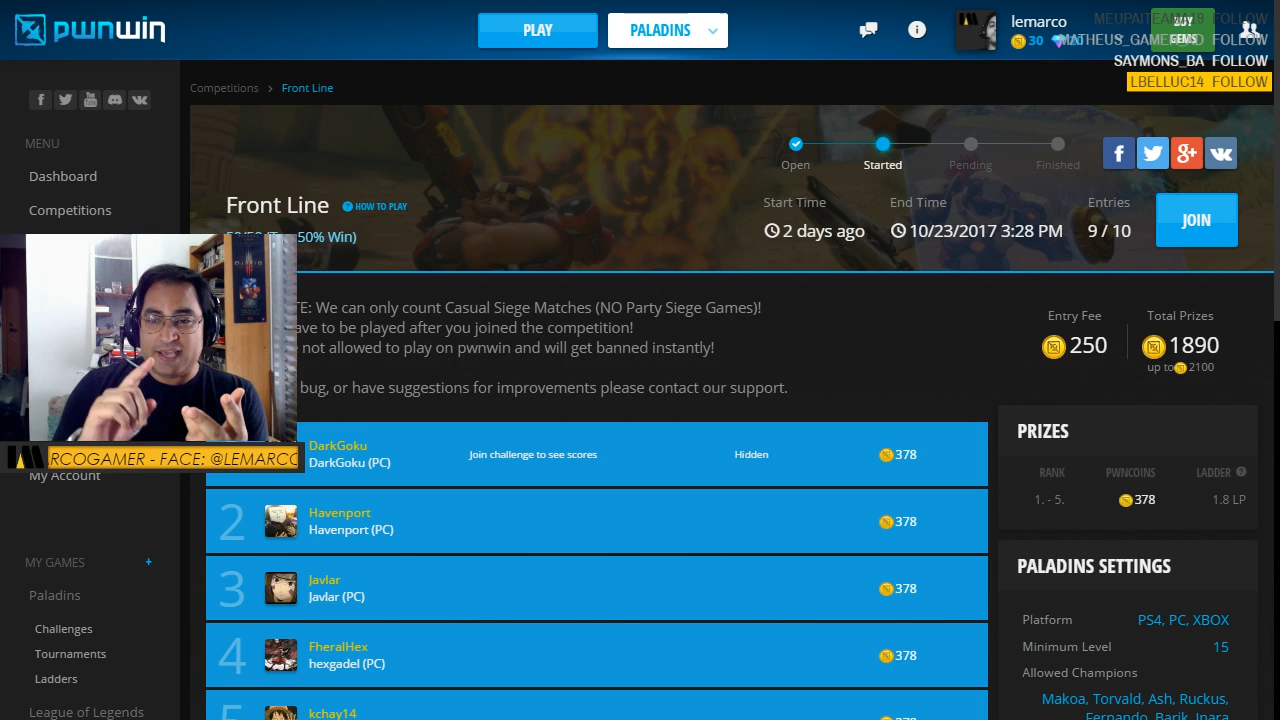 pwnwin
PLAY
PALADINS
lemarco
30
FOLLOW
FOLLOW
SAYMONS_BA FOLLOW
LBELLUC14 FOLLOW
Competitions > Front Line
MENU
Dashboard
Competitions
My Account
MY GAMES +
Paladins
Challenges
Tournaments
Ladders
League of Legends
Open
Started
Pending
Finished
Front Line
HOW TO PLAY
50% Win)
Start Time
2 days ago
End Time
10/23/2017 3:28 PM
Entries
9 / 10
JOIN
TE: We can only count Casual Siege Matches (NO Party Siege Games)!
ave to be played after you joined the competition!
not allowed to play on pwnwin and will get banned instantly!
bug, or have suggestions for improvements please contact our support.
Entry Fee
250
Total Prizes
1890
up to 2100
RCOGAMER - FACE: @LEMARCO
DarkGoku
DarkGoku (PC)
Join challenge to see scores
Hidden
378
2
Havenport
Havenport (PC)
378
3
Javlar
Javlar (PC)
378
4
FheralHex
hexgadel (PC)
378
5
kchay14
378
PRIZES
RANK PWNCOINS LADDER
1. - 5. 378 1.8 LP
PALADINS SETTINGS
Platform PS4, PC, XBOX
Minimum Level 15
Allowed Champions
Makoa, Torvald, Ash, Ruckus,
Fernando, Barik, Inara